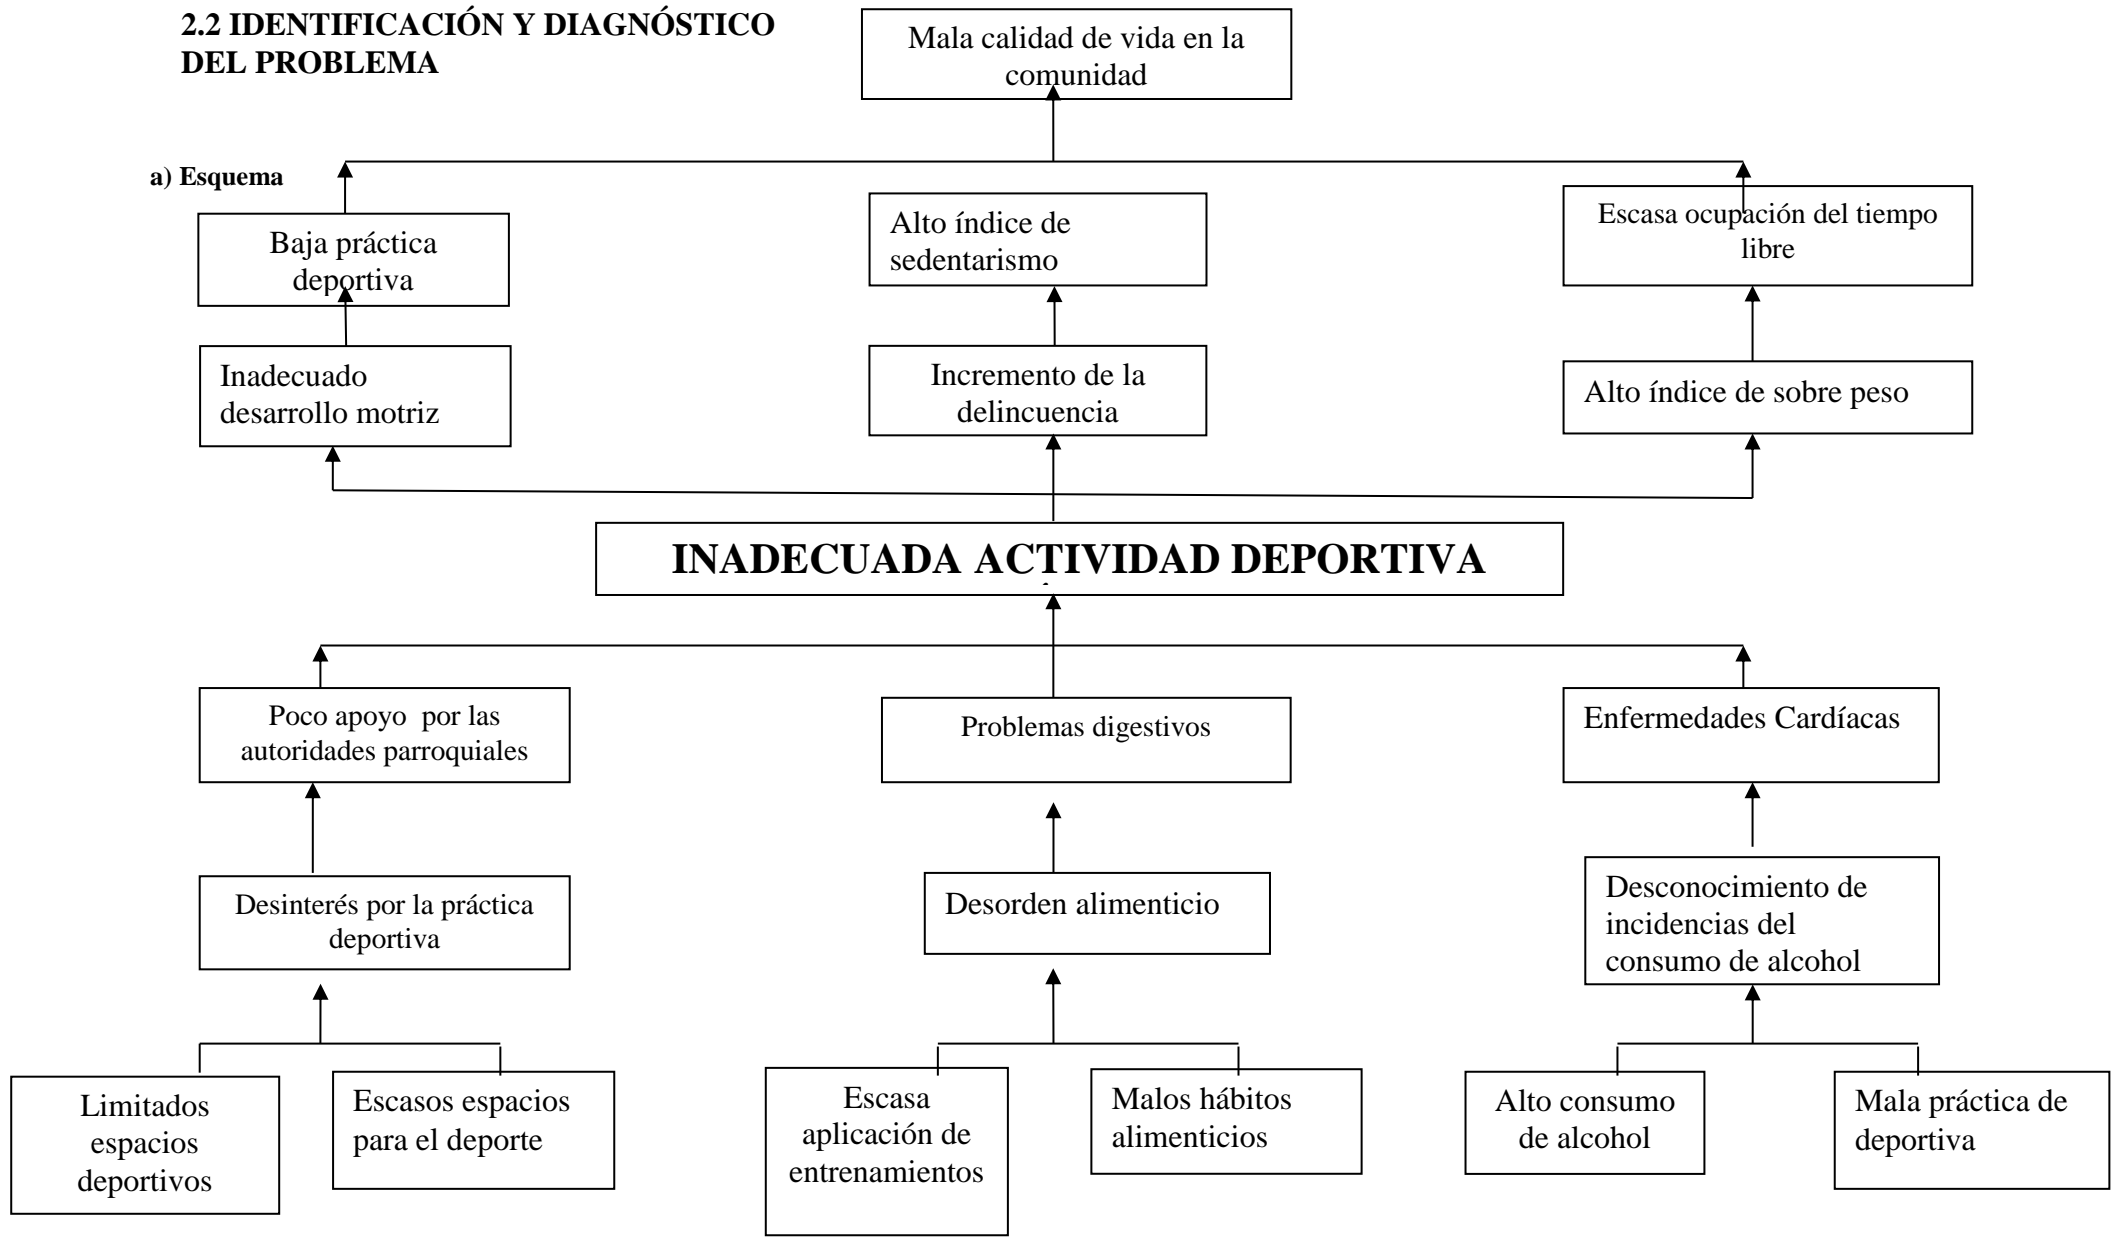 2.2 IDENTIFICACIÓN Y DIAGNÓSTICO
DEL PROBLEMA
Mala calidad de vida en la
comunidad
a) Esquema
Baja práctica
deportiva
Alto índice de
sedentarismo
Escasa ocupación del tiempo
libre
Inadecuado
desarrollo motriz
Incremento de la
delincuencia
Alto índice de sobre peso
INADECUADA ACTIVIDAD DEPORTIVA
Poco apoyo  por las
autoridades parroquiales
Problemas digestivos
Enfermedades Cardíacas
Desinterés por la práctica
deportiva
Desorden alimenticio
Desconocimiento de
incidencias del
consumo de alcohol
Limitados
espacios
deportivos
Escasos espacios
para el deporte
Escasa
aplicación de
entrenamientos
Malos hábitos
alimenticios
Alto consumo
de alcohol
Mala práctica de
deportiva